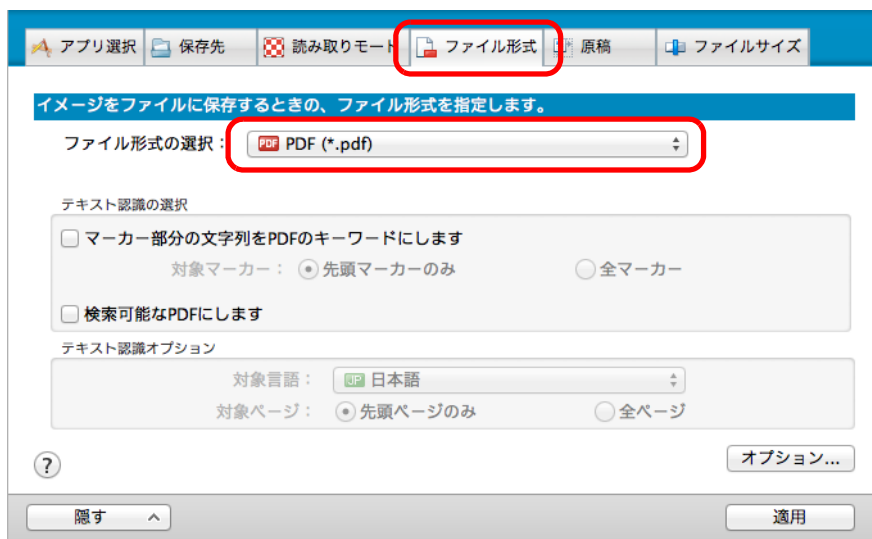 アプリ選択 保存先 読み取りモード ファイル形式 原稿 ファイルサイズ
イメージをファイルに保存するときの、ファイル形式を指定します。
ファイル形式の選択： PDF PDF (*.pdf)
テキスト認識の選択
マーカー部分の文字列をPDFのキーワードにします
対象マーカー： 先頭マーカーのみ 全マーカー
検索可能なPDFにします
テキスト認識オプション
対象言語： JP 日本語
対象ページ： 先頭ページのみ 全ページ
? オプション...
隠す 適用